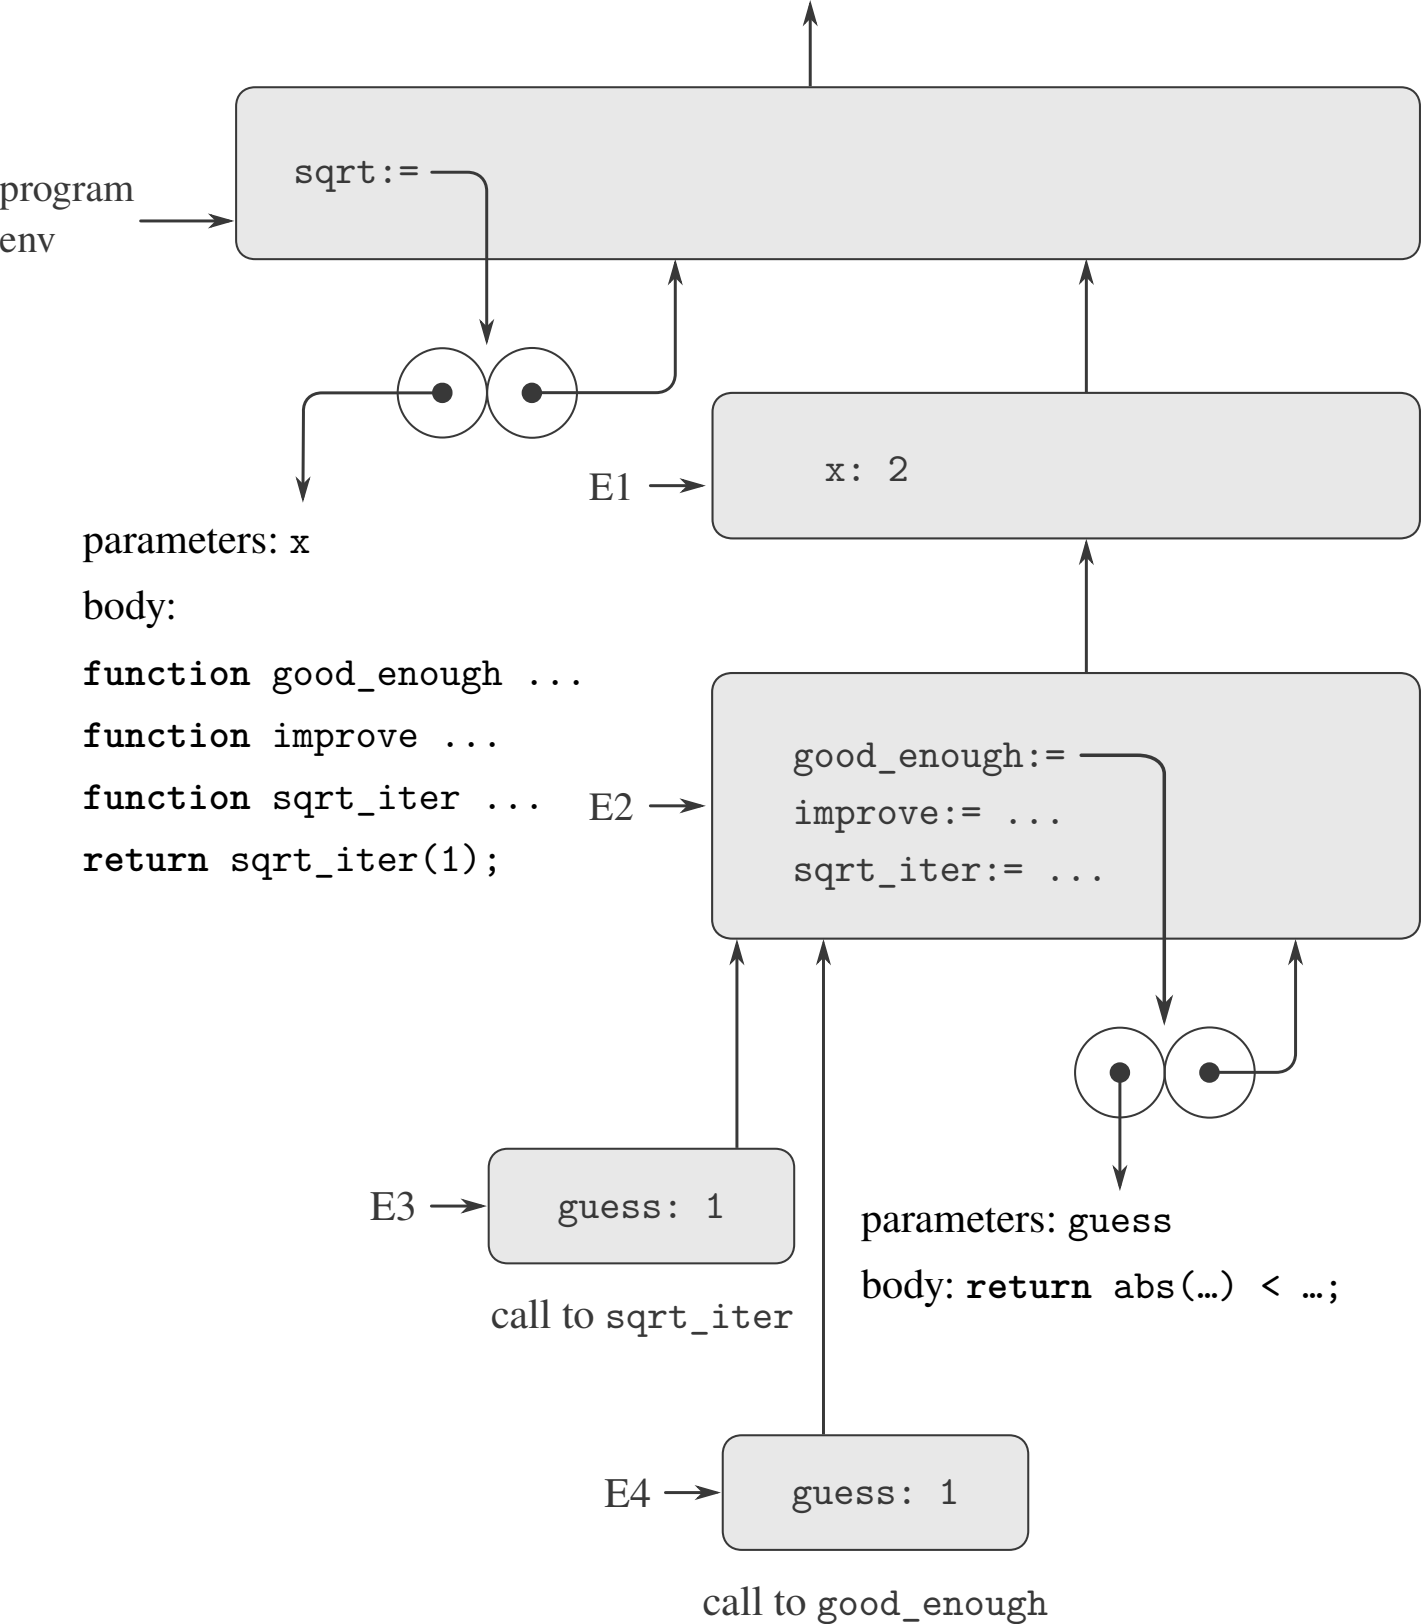 sqrt:=
program
env
x: 2
E1
parameters: x
body:
function good_enough ...
function improve ...
function sqrt_iter ...
return sqrt_iter(1);
good_enough:=
E2
improve:= ...
sqrt_iter:= ...
E3
guess: 1
call to sqrt_iter
parameters: guess
body: return abs(…) < …;
E4
guess: 1
call to good_enough